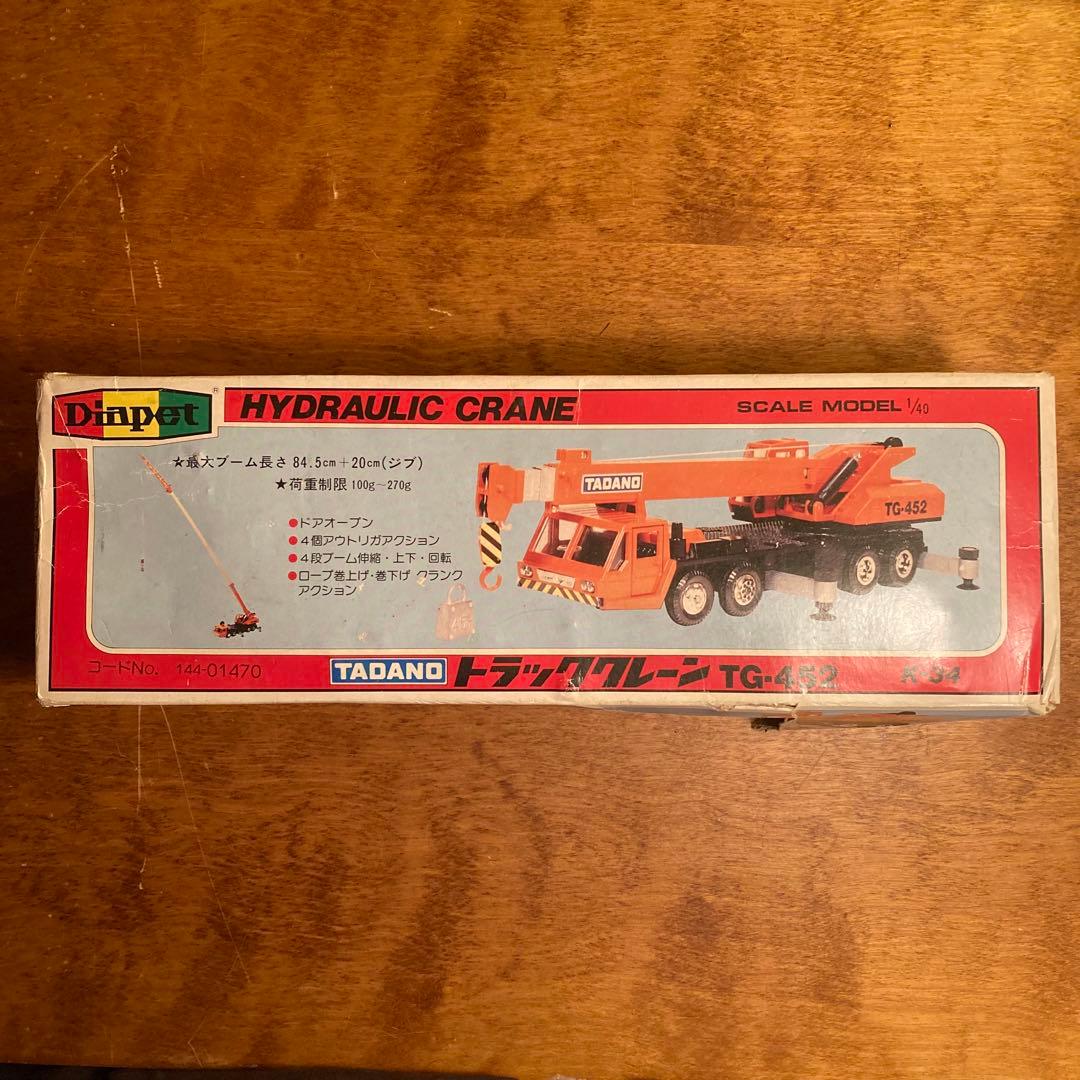 Diapet ®
HYDRAULIC CRANE
SCALE MODEL 1/40
★最大ブーム長さ 84.5cm+20cm(ジブ)
★荷重制限 100g~270g
●ドアオープン
●4個アウトリガアクション
●4段ブーム伸縮・上下・回転
●ロープ巻上げ・巻下げ クランク
アクション
TADANO
TG-452
コードNo. 144-01470
TADANO トラッククレーン TG-452
K-34